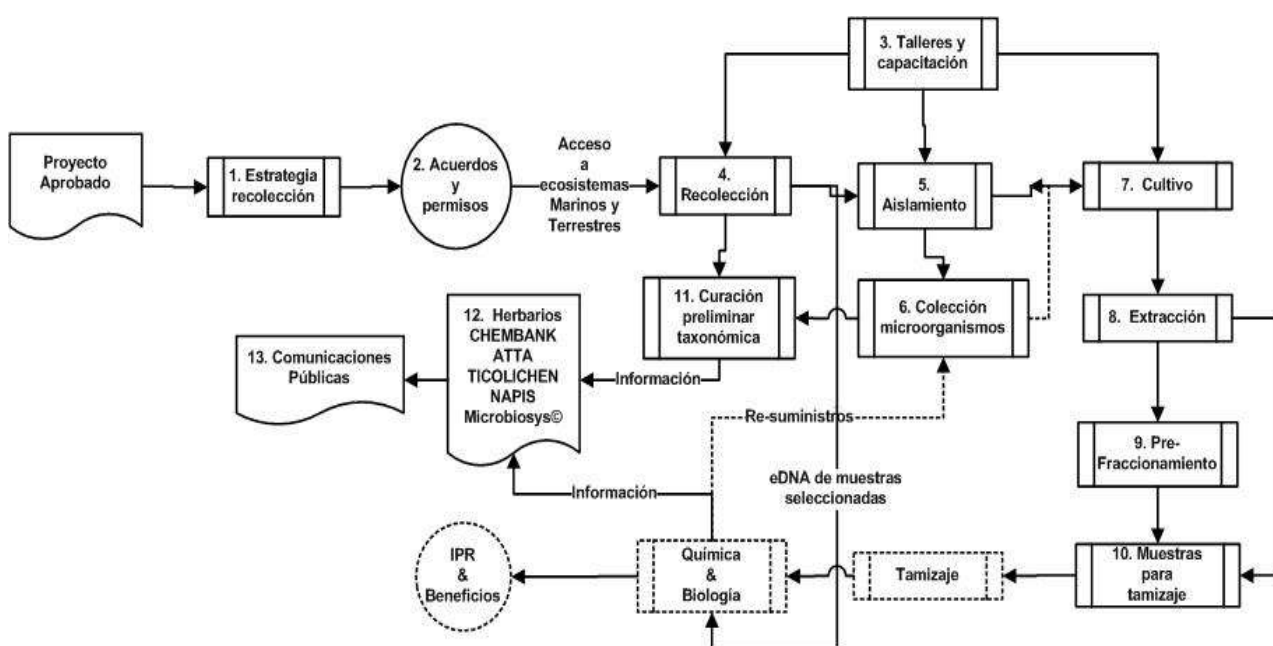 3. Talleres y
capacitación
Proyecto
Aprobado
1. Estrategia
recolección
2. Acuerdos
y
permisos
Acceso
a
ecosistemas
Marinos y
Terrestres
4.
Recolección
5.
Aislamiento
7. Cultivo
11. Curación
preliminar
taxonómica
6. Colección
microorganismos
8. Extracción
12. Herbarios
CHEMBANK
ATTA
TICOLICHEN
NAPIS
Microbiosys©
13. Comunicaciones
Públicas
Información
Re-suministros
9. Pre-
Fraccionamiento
eDNA de muestras
seleccionadas
Información
IPR
&
Beneficios
Química
&
Biología
Tamizaje
10. Muestras
para
tamizaje